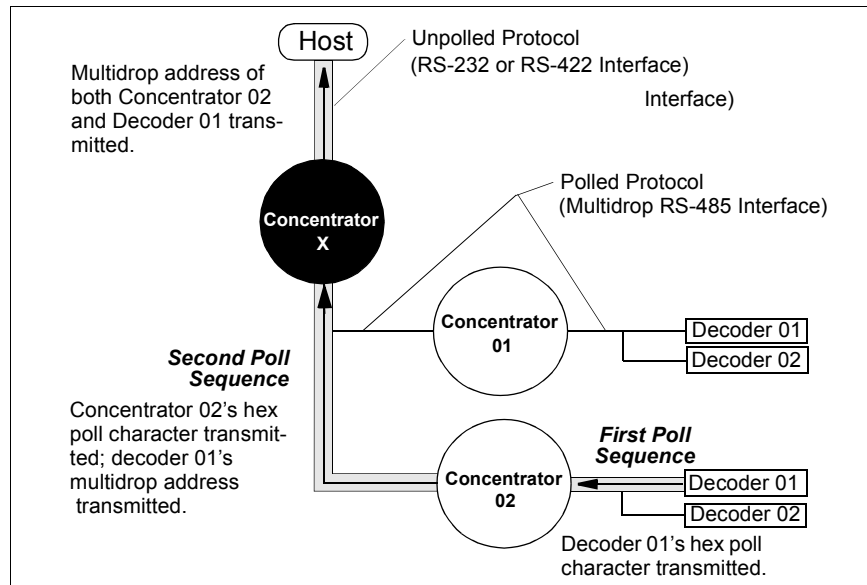 Host
Unpolled Protocol
(RS-232 or RS-422 Interface)
Interface)
Multidrop address of
both Concentrator 02
and Decoder 01 trans-
mitted.
Polled Protocol
(Multidrop RS-485 Interface)
Concentrator
X
Concentrator
01
Decoder 01
Decoder 02
Second Poll
Sequence
Concentrator 02's hex
poll character transmit-
ted; decoder 01's
multidrop address
transmitted.
Concentrator
02
First Poll
Sequence
Decoder 01
Decoder 02
Decoder 01's hex poll
character transmitted.